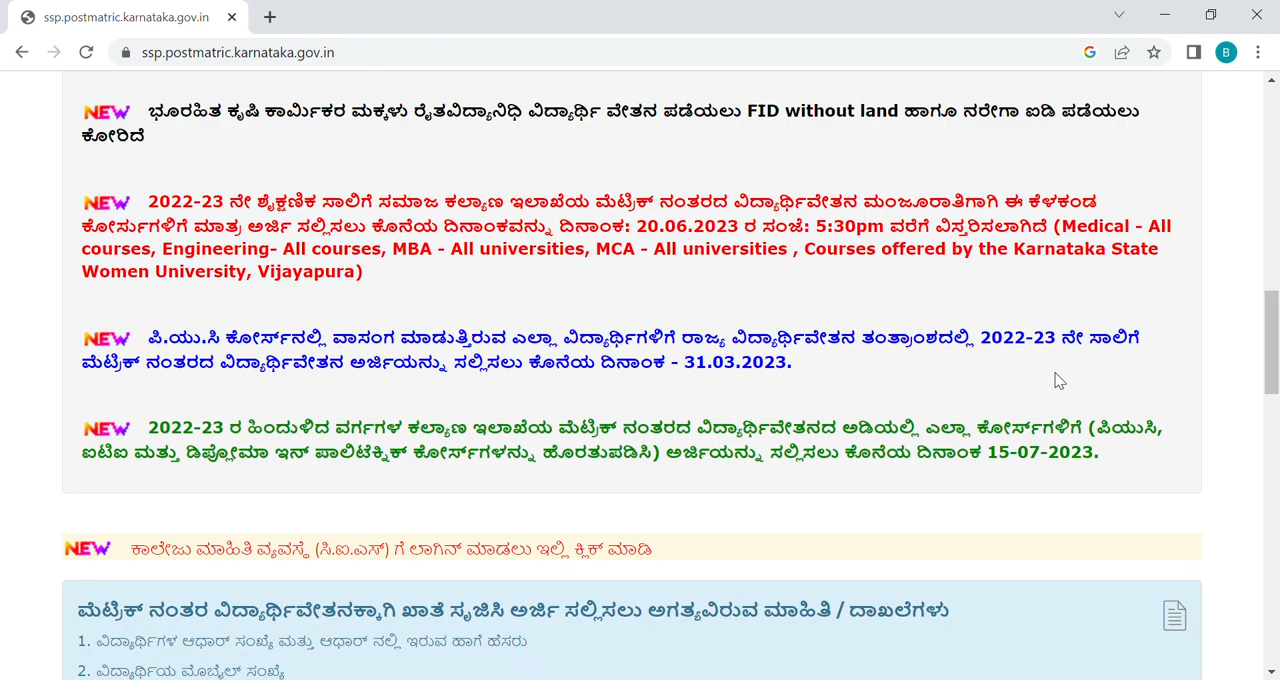 ssp.postmatric.karnataka.gov.in
ssp.postmatric.karnataka.gov.in
B
NEW ಭೂರಹಿತ ಕೃಷಿ ಕಾರ್ಮಿಕರ ಮಕ್ಕಳು ರೈತವಿದ್ಯಾನಿಧಿ ವಿದ್ಯಾರ್ಥಿ ವೇತನ ಪಡೆಯಲು FID without land ಹಾಗೂ ನರೇಗಾ ಐಡಿ ಪಡೆಯಲು
ಕೋರಿದೆ
NEW 2022-23 ನೇ ಶೈಕ್ಷಣಿಕ ಸಾಲಿಗೆ ಸಮಾಜ ಕಲ್ಯಾಣ ಇಲಾಖೆಯ ಮೆಟ್ರಿಕ್ ನಂತರದ ವಿದ್ಯಾರ್ಥಿವೇತನ ಮಂಜೂರಾತಿಗಾಗಿ ಈ ಕೆಳಕಂಡ
ಕೋರ್ಸುಗಳಿಗೆ ಮಾತ್ರ ಅರ್ಜಿ ಸಲ್ಲಿಸಲು ಕೊನೆಯ ದಿನಾಂಕವನ್ನು ದಿನಾಂಕ: 20.06.2023 ರ ಸಂಜೆ: 5:30pm ವರೆಗೆ ವಿಸ್ತರಿಸಲಾಗಿದೆ (Medical - All
courses, Engineering- All courses, MBA - All universities, MCA - All universities , Courses offered by the Karnataka State
Women University, Vijayapura)
NEW ಪಿ.ಯು.ಸಿ ಕೋರ್ಸ್‌ನಲ್ಲಿ ವಾಸಂಗ ಮಾಡುತ್ತಿರುವ ಎಲ್ಲಾ ವಿದ್ಯಾರ್ಥಿಗಳಿಗೆ ರಾಜ್ಯ ವಿದ್ಯಾರ್ಥಿವೇತನ ತಂತ್ರಾಂಶದಲ್ಲಿ 2022-23 ನೇ ಸಾಲಿಗೆ
ಮೆಟ್ರಿಕ್ ನಂತರದ ವಿದ್ಯಾರ್ಥಿವೇತನ ಅರ್ಜಿಯನ್ನು ಸಲ್ಲಿಸಲು ಕೊನೆಯ ದಿನಾಂಕ - 31.03.2023.
NEW 2022-23 ರ ಹಿಂದುಳಿದ ವರ್ಗಗಳ ಕಲ್ಯಾಣ ಇಲಾಖೆಯ ಮೆಟ್ರಿಕ್ ನಂತರದ ವಿದ್ಯಾರ್ಥಿವೇತನದ ಅಡಿಯಲ್ಲಿ ಎಲ್ಲಾ ಕೋರ್ಸ್‌ಗಳಿಗೆ (ಪಿಯುಸಿ,
ಐಟಿಐ ಮತ್ತು ಡಿಪ್ಲೋಮಾ ಇನ್ ಪಾಲಿಟೆಕ್ನಿಕ್ ಕೋರ್ಸ್‌ಗಳನ್ನು ಹೊರತುಪಡಿಸಿ) ಅರ್ಜಿಯನ್ನು ಸಲ್ಲಿಸಲು ಕೊನೆಯ ದಿನಾಂಕ 15-07-2023.
NEW ಕಾಲೇಜು ಮಾಹಿತಿ ವ್ಯವಸ್ಥೆ (ಸಿ.ಐ.ಎಸ್) ಗೆ ಲಾಗಿನ್ ಮಾಡಲು ಇಲ್ಲಿ ಕ್ಲಿಕ್ ಮಾಡಿ
ಮೆಟ್ರಿಕ್ ನಂತರ ವಿದ್ಯಾರ್ಥಿವೇತನಕ್ಕಾಗಿ ಖಾತೆ ಸೃಜಿಸಿ ಅರ್ಜಿ ಸಲ್ಲಿಸಲು ಅಗತ್ಯವಿರುವ ಮಾಹಿತಿ / ದಾಖಲೆಗಳು
1. ವಿದ್ಯಾರ್ಥಿಗಳ ಆಧಾರ್ ಸಂಖ್ಯೆ ಮತ್ತು ಆಧಾರ್ ನಲ್ಲಿ ಇರುವ ಹಾಗೆ ಹೆಸರು
2. ವಿದ್ಯಾರ್ಥಿಯ ಮೊಬೈಲ್ ಸಂಖ್ಯೆ